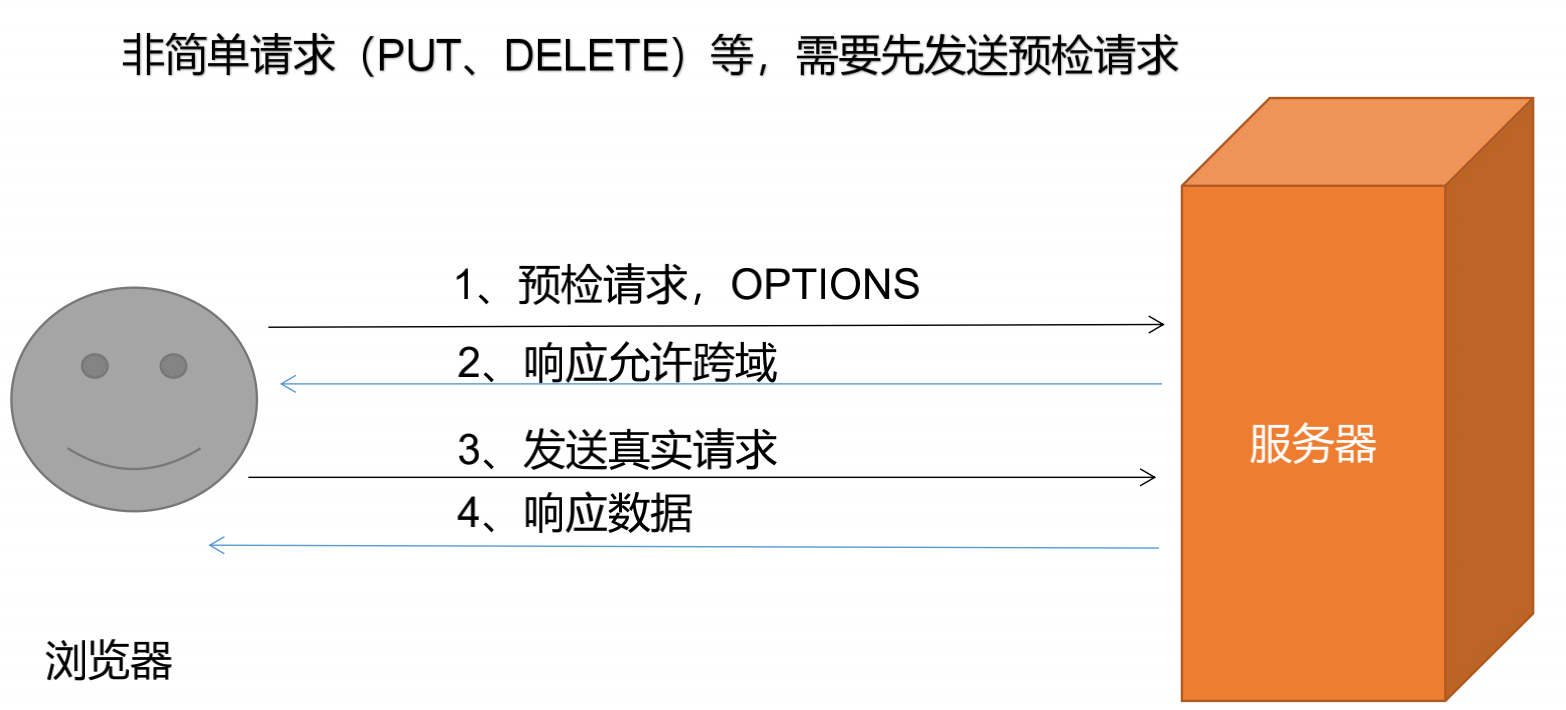 非简单请求（PUT、DELETE）等，需要先发送预检请求
1、预检请求，OPTIONS
2、响应允许跨域
3、发送真实请求
4、响应数据
服务器
浏览器